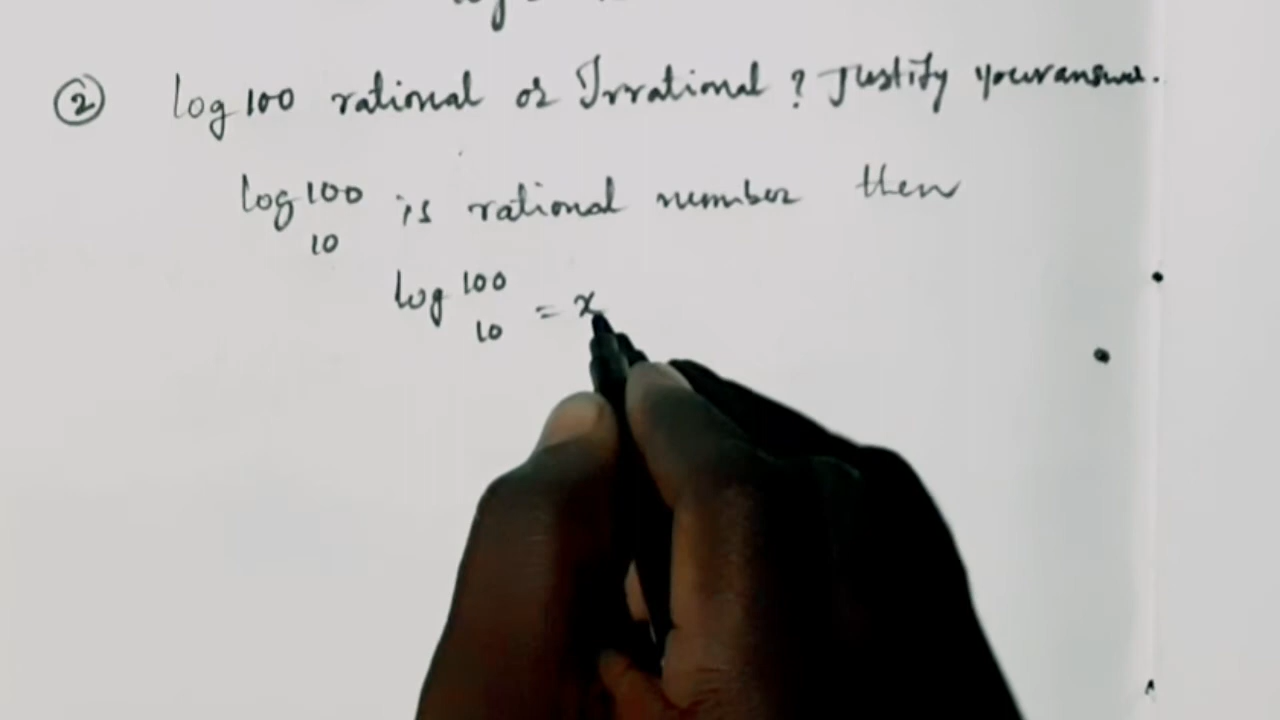 ② log 100 rational or Irrational ? Justify your answer.
log 100 is rational number then
10
log 100 = x
10